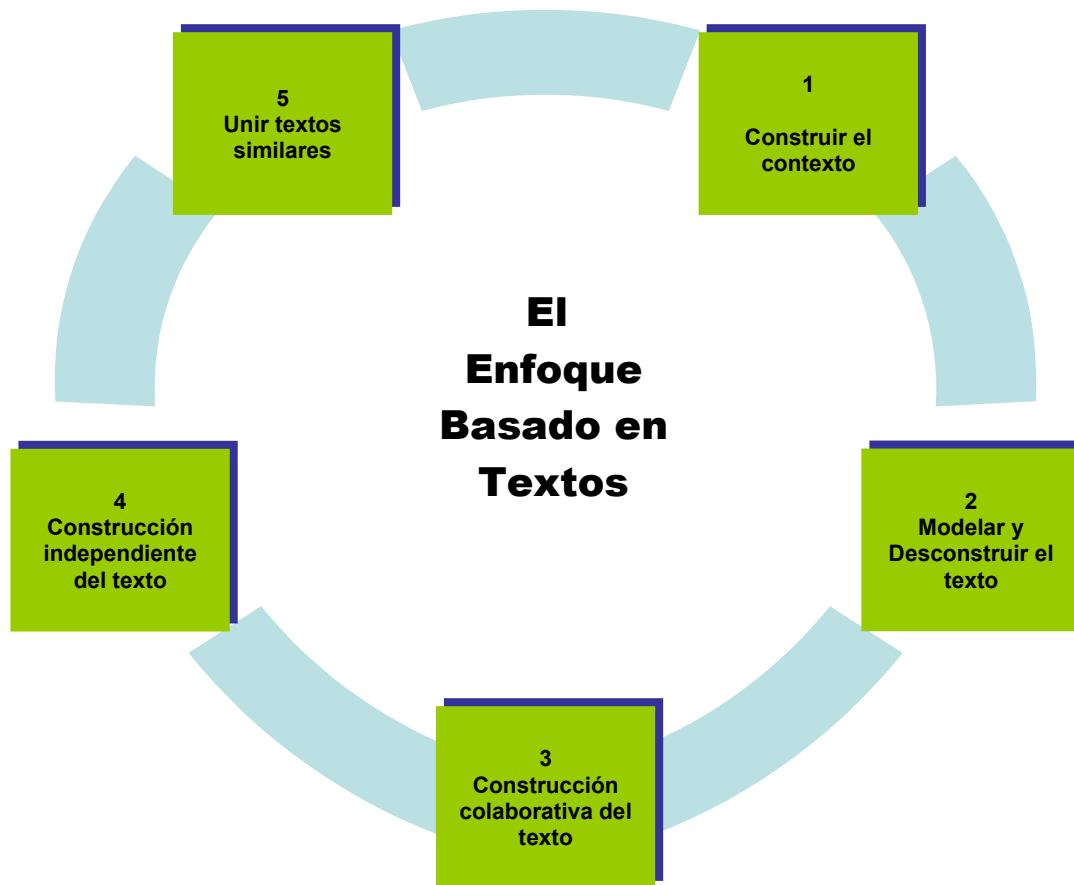 El
Enfoque
Basado en
Textos
1
Construir el
contexto
2
Modelar y
Desconstruir el
texto
3
Construcción
colaborativa del
texto
4
Construcción
independiente
del texto
5
Unir textos
similares